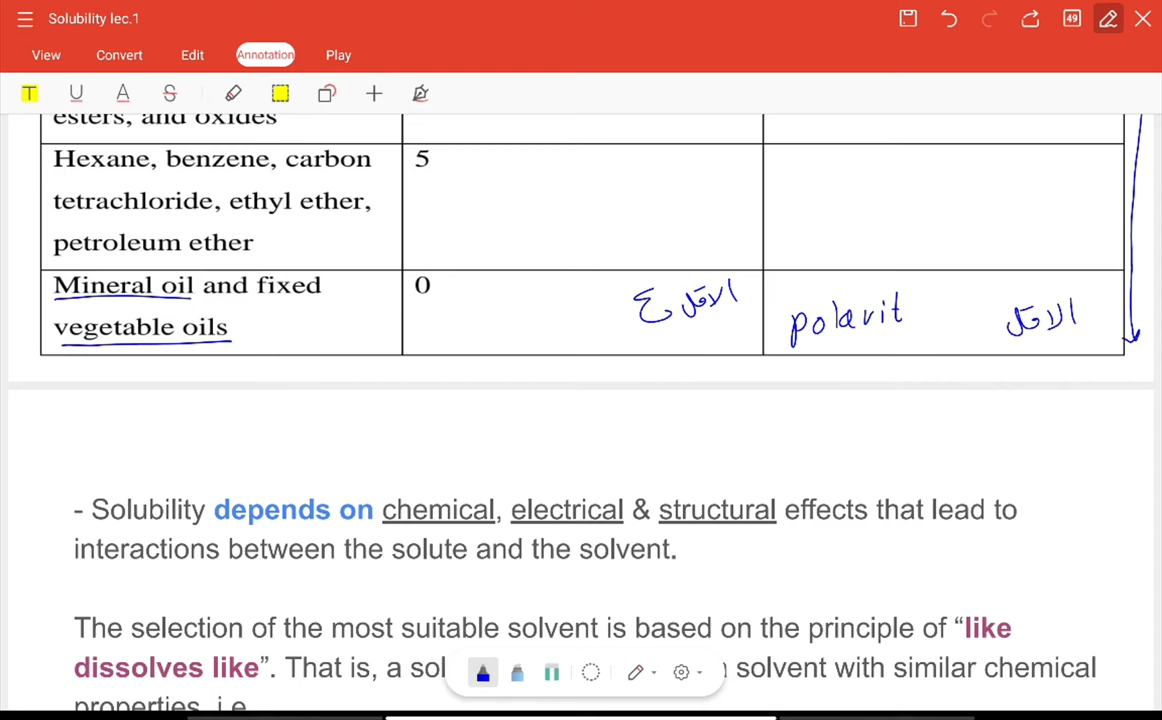 Solubility lec.1
49
View Convert Edit Annotation Play
T U A S
esters, and oxides
Hexane, benzene, carbon 5
tetrachloride, ethyl ether,
petroleum ether
Mineral oil and fixed 0 الاقل ع
vegetable oils polarit الاقل
- Solubility depends on chemical, electrical & structural effects that lead to
interactions between the solute and the solvent.
The selection of the most suitable solvent is based on the principle of “like
dissolves like”. That is, a sol solvent with similar chemical
properties, i.e